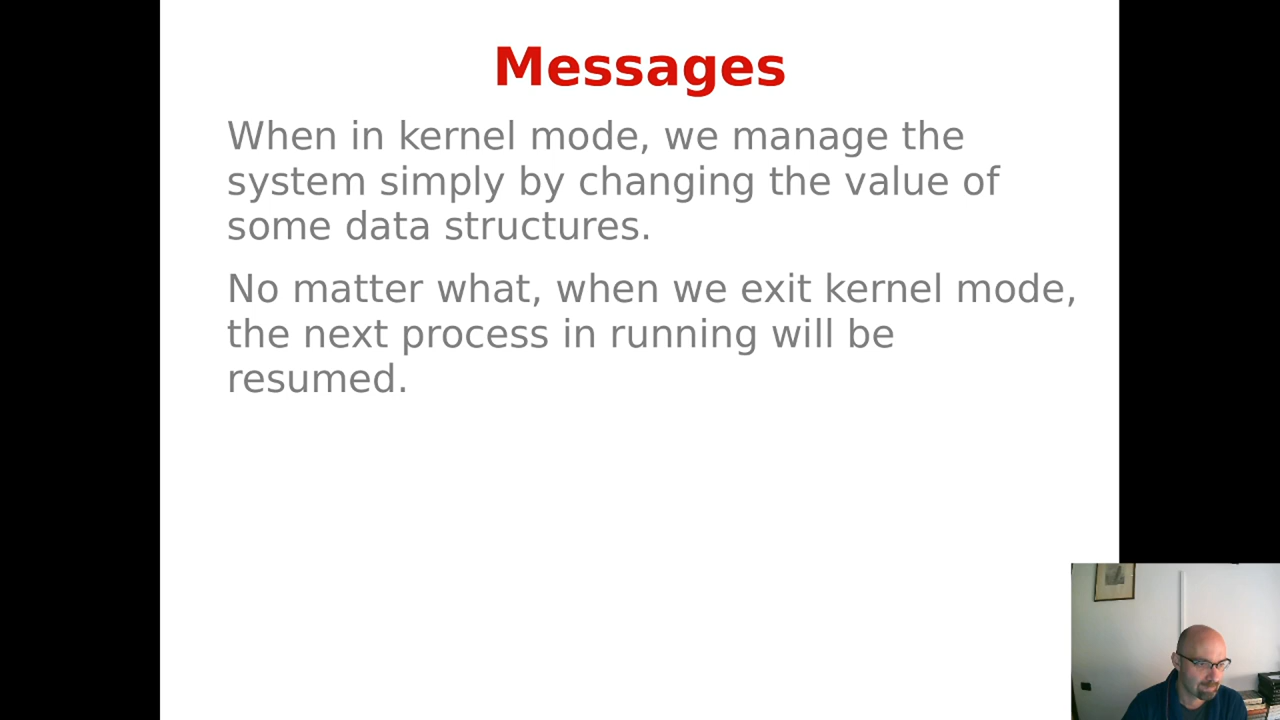 Messages
When in kernel mode, we manage the
system simply by changing the value of
some data structures.
No matter what, when we exit kernel mode,
the next process in running will be
resumed.